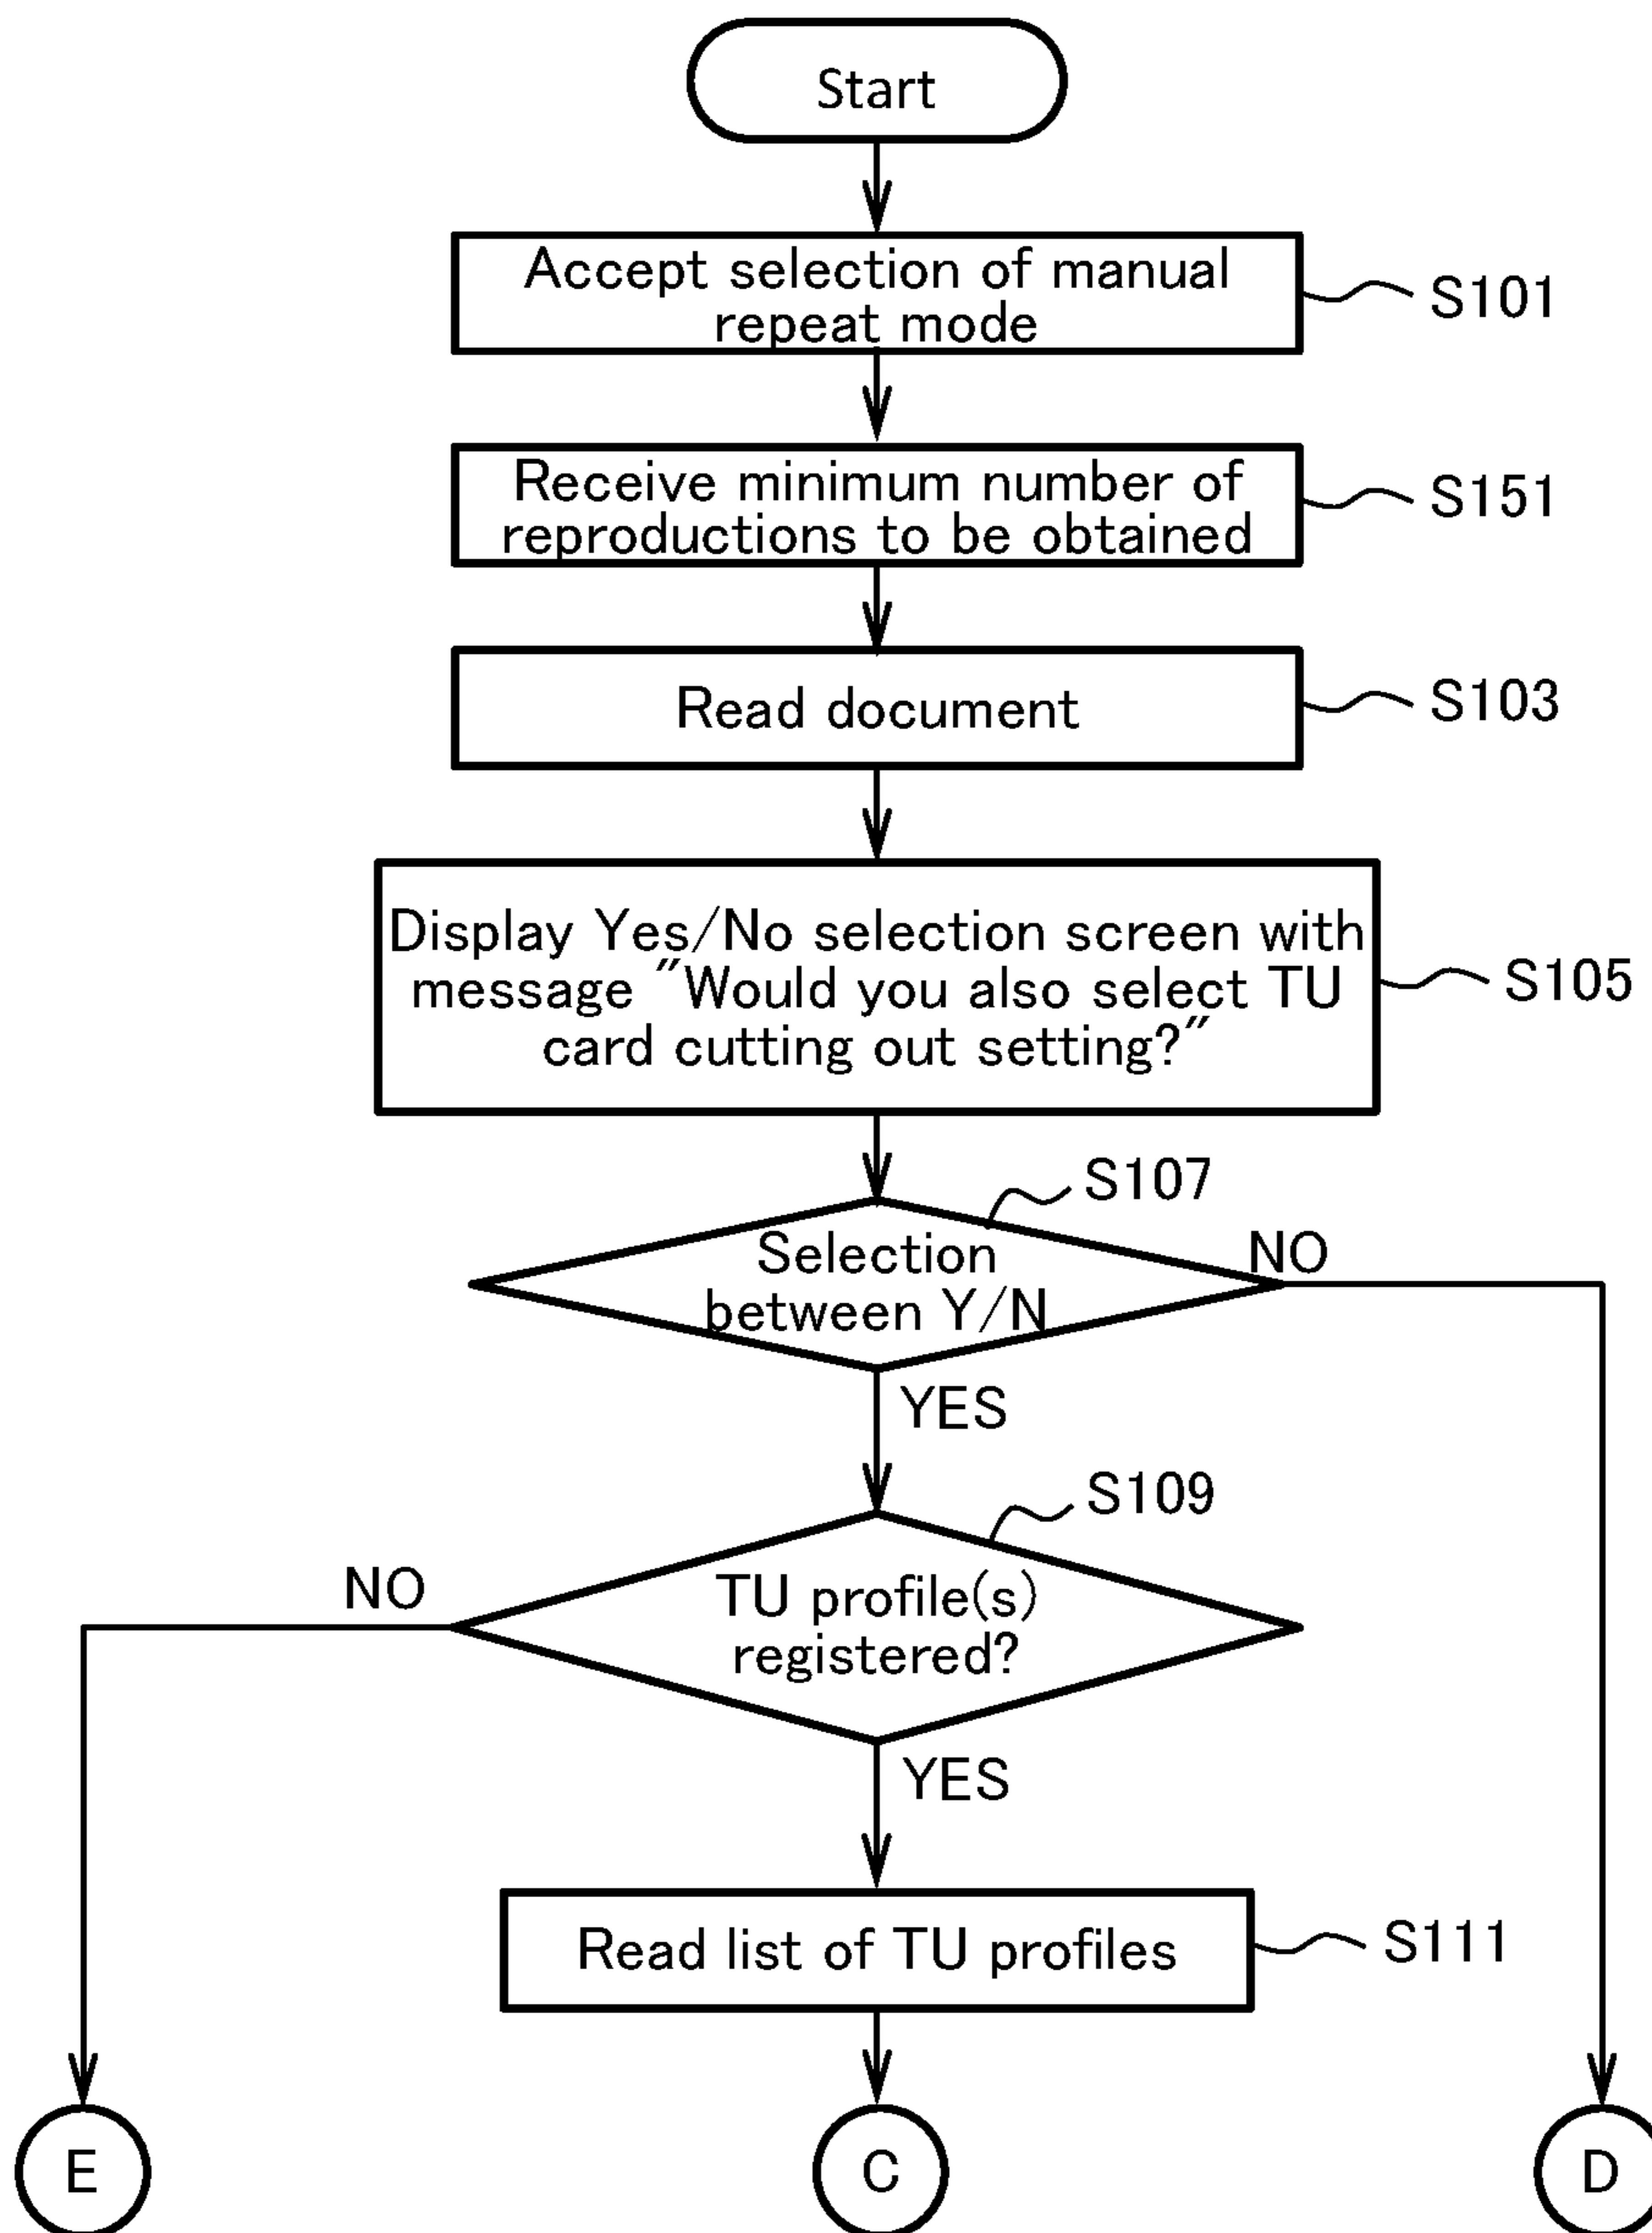 Start
Accept selection of manual
repeat mode
S101
Receive minimum number of
reproductions to be obtained
S151
Read document
S103
Display Yes/No selection screen with
message "Would you also select TU
card cutting out setting?"
S105
S107
Selection
between Y/N
NO
YES
S109
TU profile(s)
registered?
NO
YES
Read list of TU profiles
S111
E
C
D